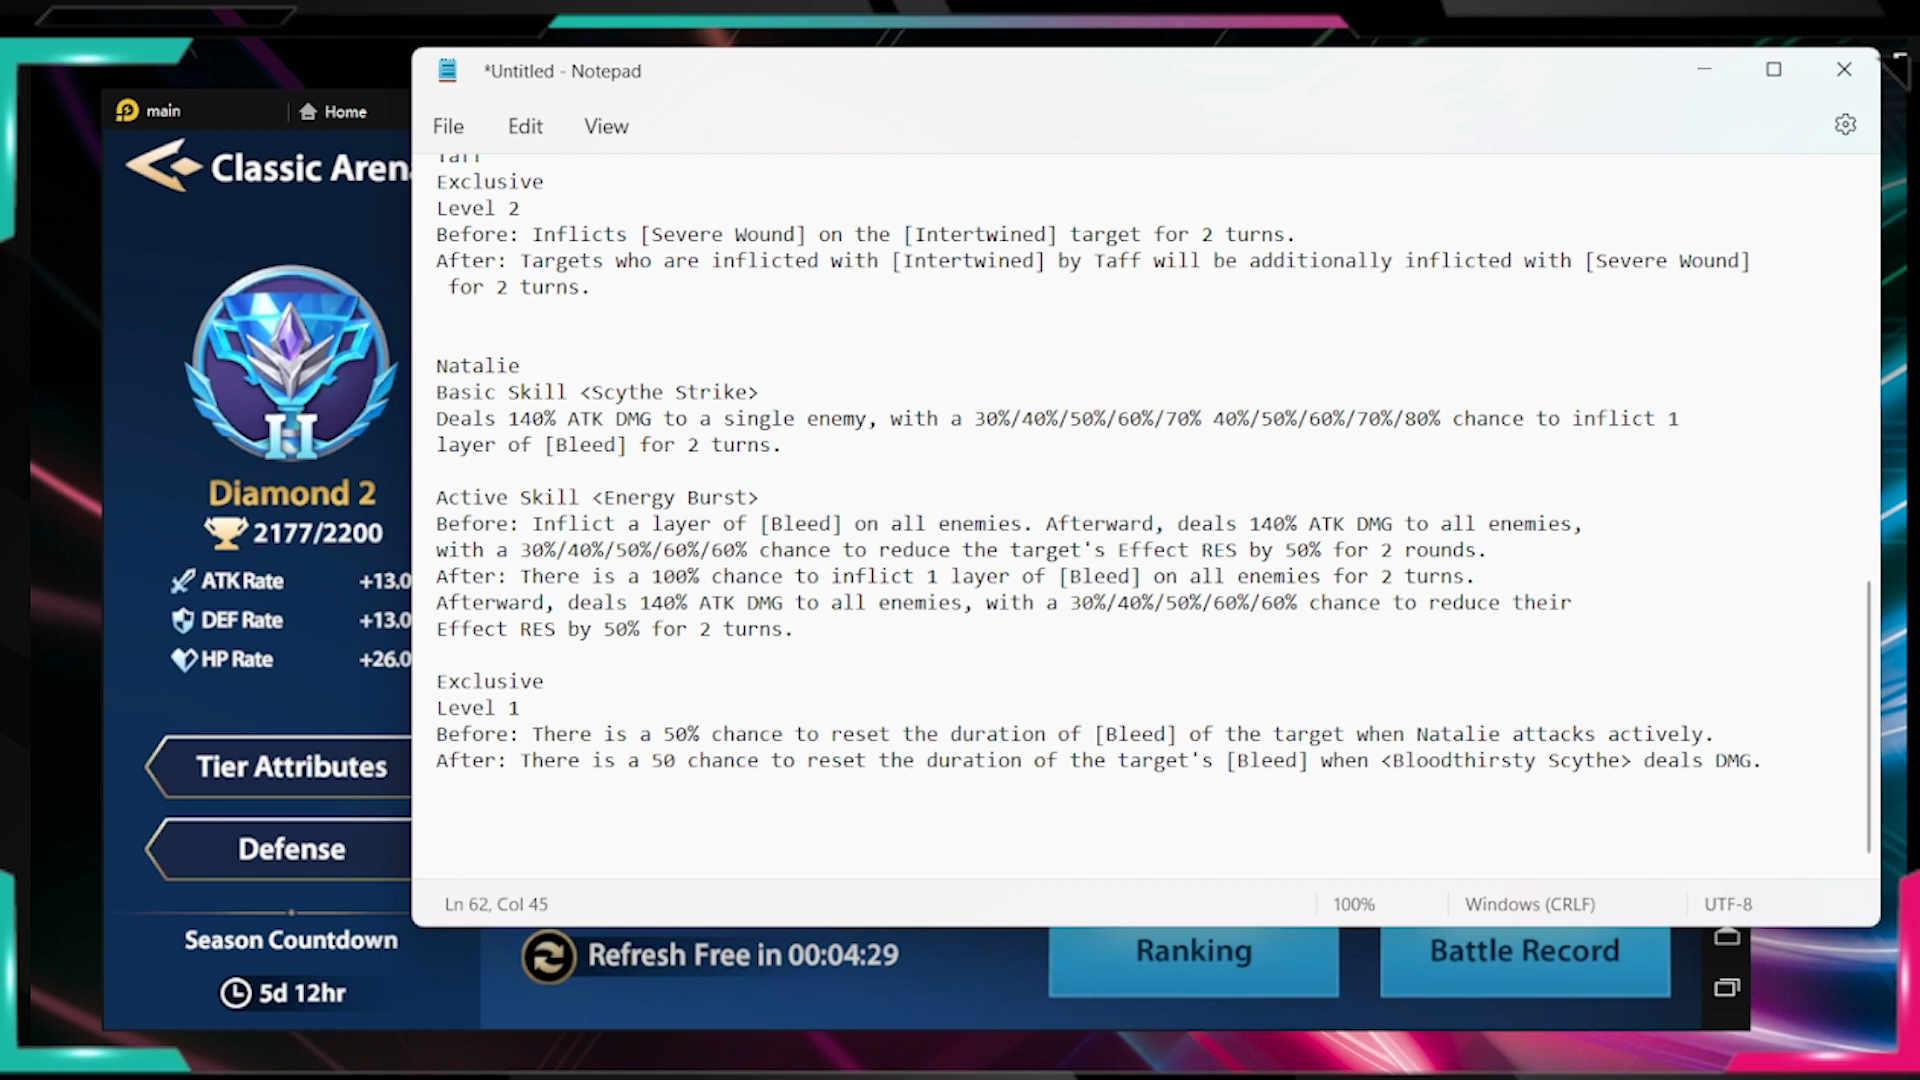 *Untitled - Notepad
File Edit View
main
Home
Classic Arena
Diamond 2
2177/2200
ATK Rate +13.0
DEF Rate +13.0
HP Rate +26.0
Tier Attributes
Defense
Season Countdown
5d 12hr
Taff
Exclusive
Level 2
Before: Inflicts [Severe Wound] on the [Intertwined] target for 2 turns.
After: Targets who are inflicted with [Intertwined] by Taff will be additionally inflicted with [Severe Wound]
for 2 turns.
Natalie
Basic Skill <Scythe Strike>
Deals 140% ATK DMG to a single enemy, with a 30%/40%/50%/60%/70% 40%/50%/60%/70%/80% chance to inflict 1
layer of [Bleed] for 2 turns.
Active Skill <Energy Burst>
Before: Inflict a layer of [Bleed] on all enemies. Afterward, deals 140% ATK DMG to all enemies,
with a 30%/40%/50%/60%/60% chance to reduce the target's Effect RES by 50% for 2 rounds.
After: There is a 100% chance to inflict 1 layer of [Bleed] on all enemies for 2 turns.
Afterward, deals 140% ATK DMG to all enemies, with a 30%/40%/50%/60%/60% chance to reduce their
Effect RES by 50% for 2 turns.
Exclusive
Level 1
Before: There is a 50% chance to reset the duration of [Bleed] of the target when Natalie attacks actively.
After: There is a 50 chance to reset the duration of the target's [Bleed] when <Bloodthirsty Scythe> deals DMG.
Ln 62, Col 45
100%
Windows (CRLF)
UTF-8
Refresh Free in 00:04:29
Ranking
Battle Record